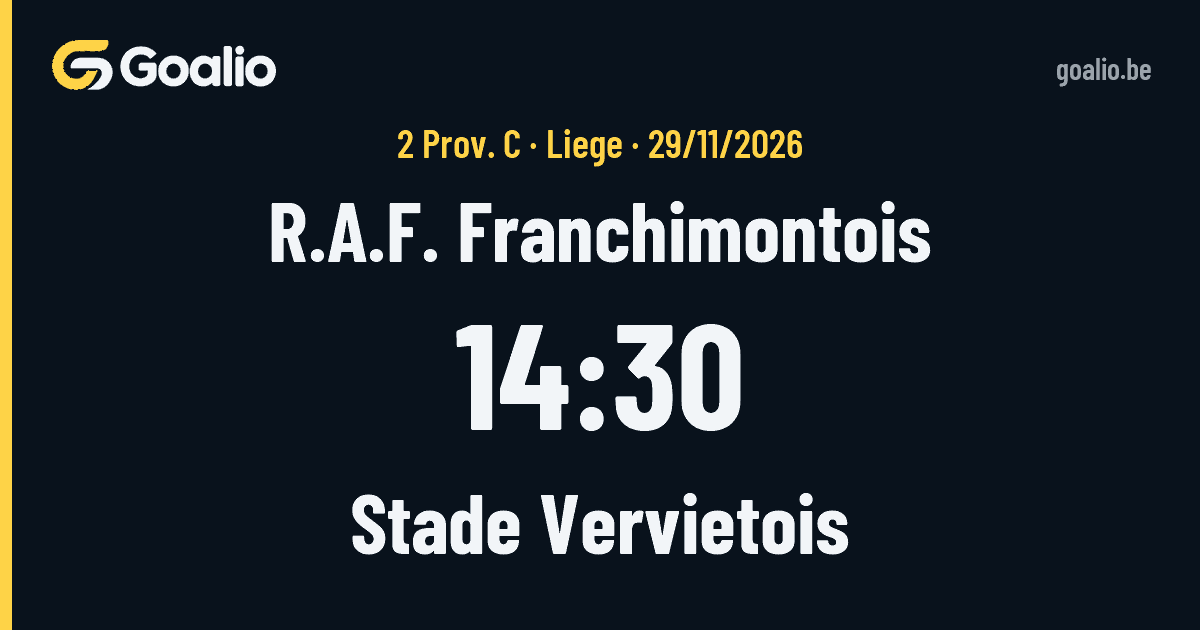 Goalio
goalio.be
2 Prov. C · Liege · 29/11/2026
R.A.F. Franchimontois
14:30
Stade Vervietois